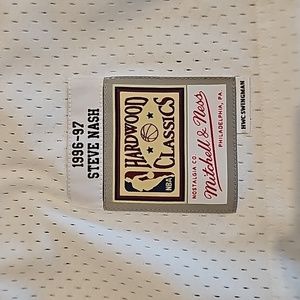 1996-97
STEVE NASH
HARDWOOD
CLASSICS
NBA
NOSTALGIA CO.
Mitchell & Ness
PHILADELPHIA, PA.
HWC SWINGMAN